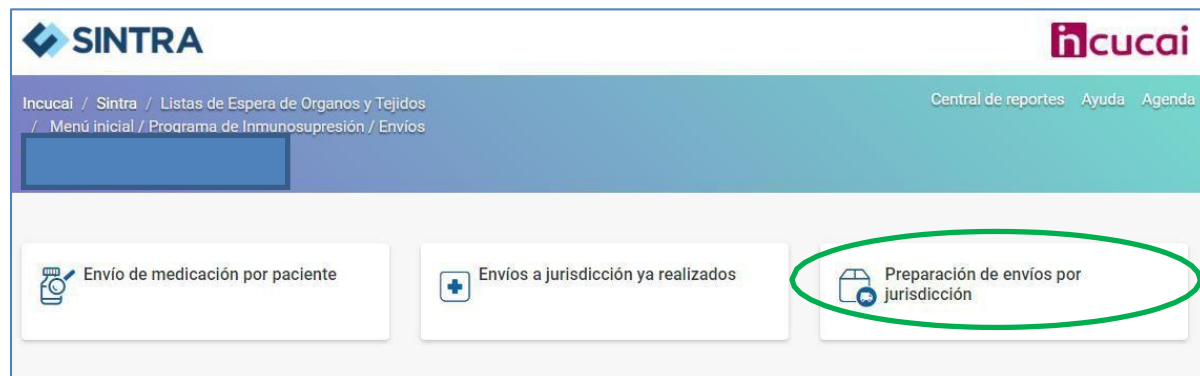 SINTRA
incucai
Incucai / Sintra / Listas de Espera de Organos y Tejidos
/ Menú inicial / Programa de Inmunosupresión / Envíos
Central de reportes Ayuda Agenda
Envío de medicación por paciente
Envíos a jurisdicción ya realizados
Preparación de envíos por
jurisdicción